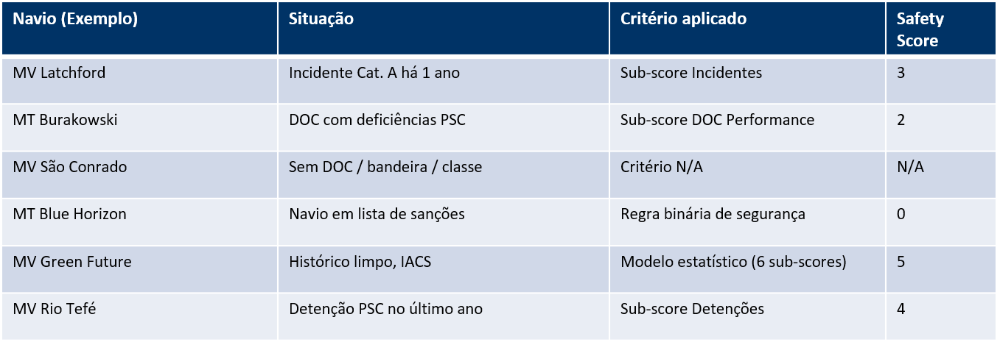 Navio (Exemplo) Situação Critério aplicado Safety
Score
MV Latchford Incidente Cat. A há 1 ano Sub-score Incidentes 3
MT Burakowski DOC com deficiências PSC Sub-score DOC Performance 2
MV São Conrado Sem DOC / bandeira / classe Critério N/A N/A
MT Blue Horizon Navio em lista de sanções Regra binária de segurança 0
MV Green Future Histórico limpo, IACS Modelo estatístico (6 sub-scores) 5
MV Rio Tefé Detenção PSC no último ano Sub-score Detenções 4